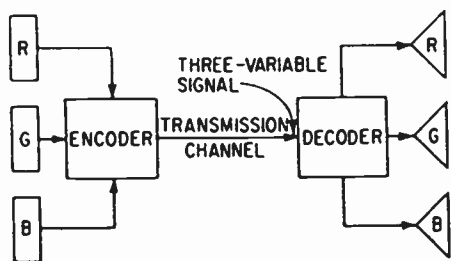 R
G
B
ENCODER
TRANSMISSION
CHANNEL
THREE-VARIABLE
SIGNAL
DECODER
R
G
B